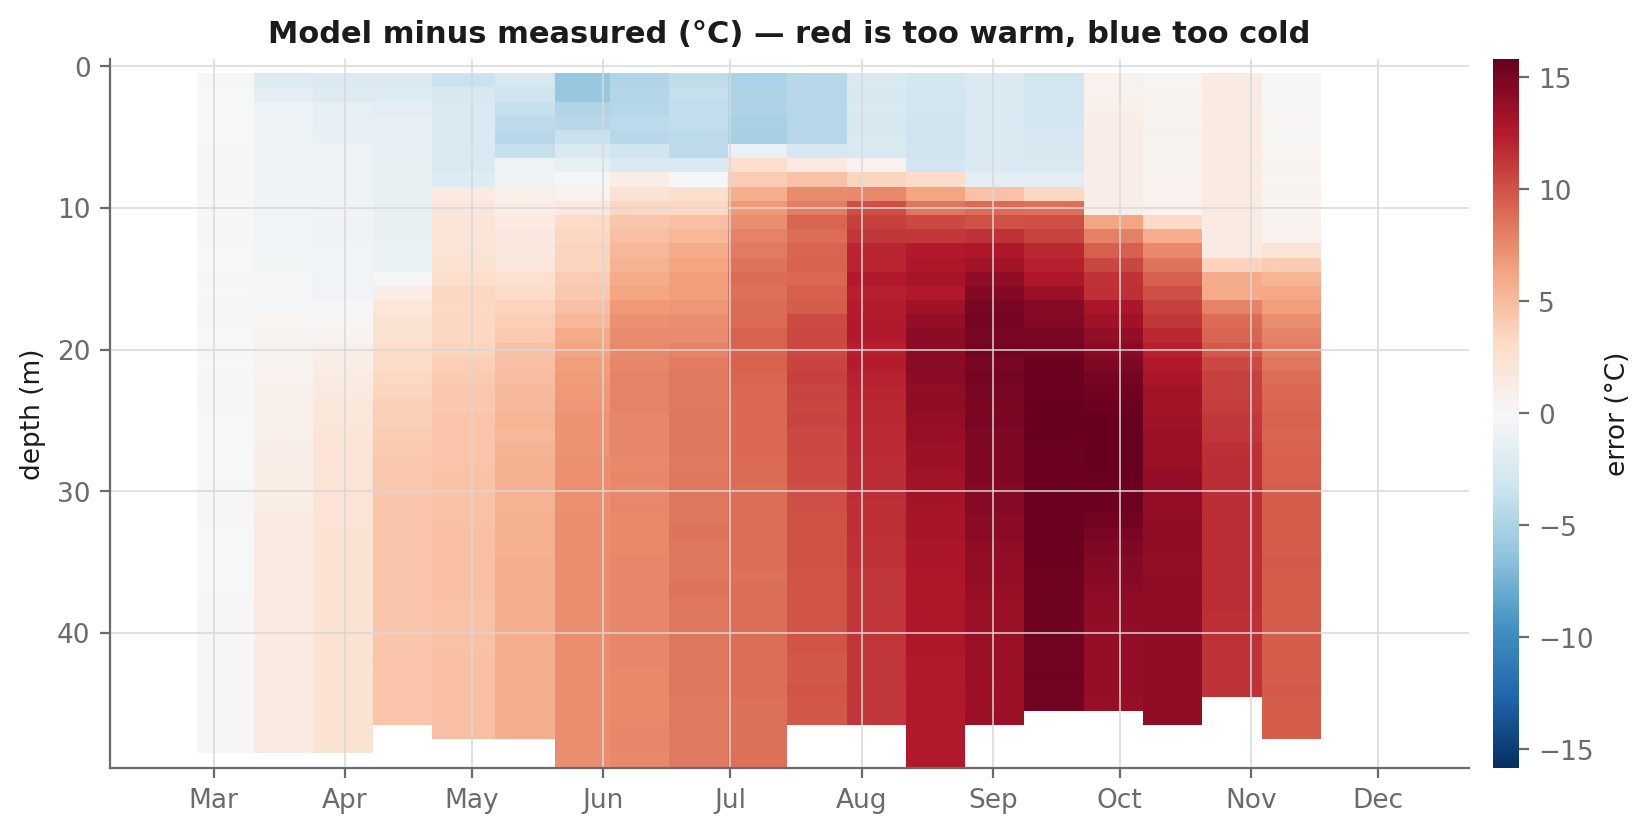 Model minus measured (°C) — red is too warm, blue too cold
0
10
20
30
40
depth (m)
Mar
Apr
May
Jun
Jul
Aug
Sep
Oct
Nov
Dec
15
10
5
0
−5
−10
−15
error (°C)